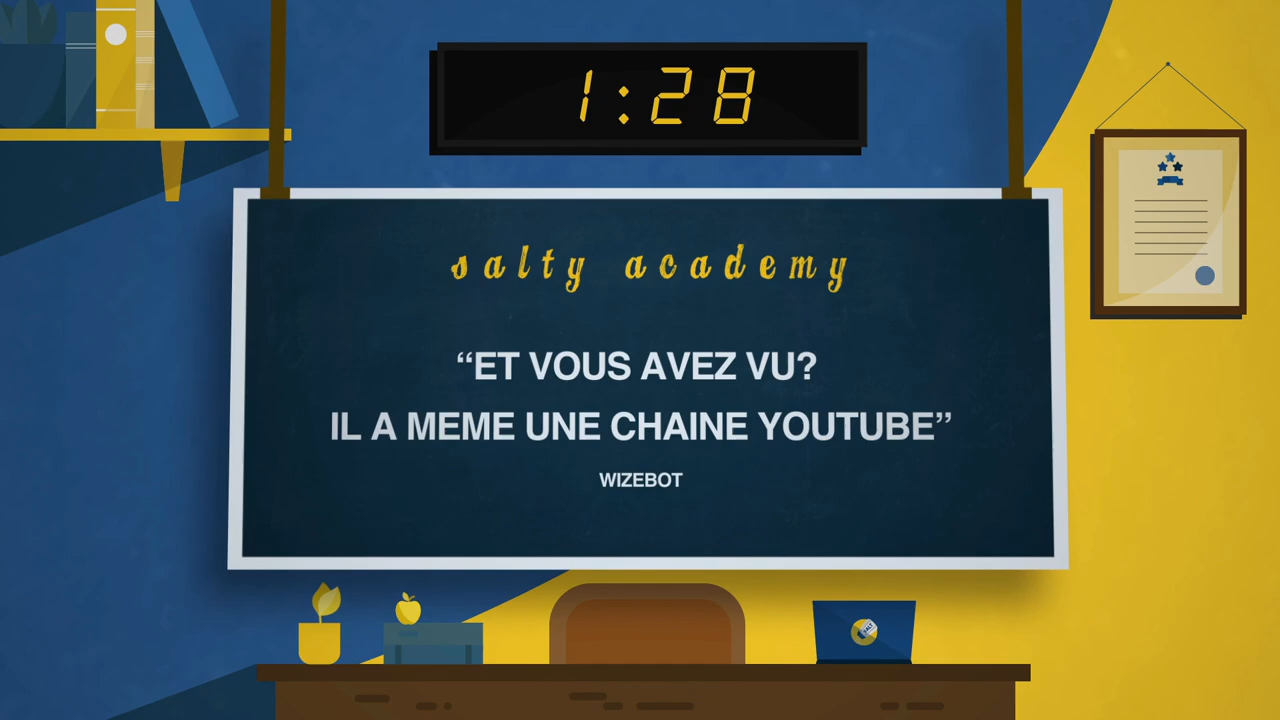 1:28
salty academy
“ET VOUS AVEZ VU?
IL A MEME UNE CHAINE YOUTUBE”
WIZEBOT